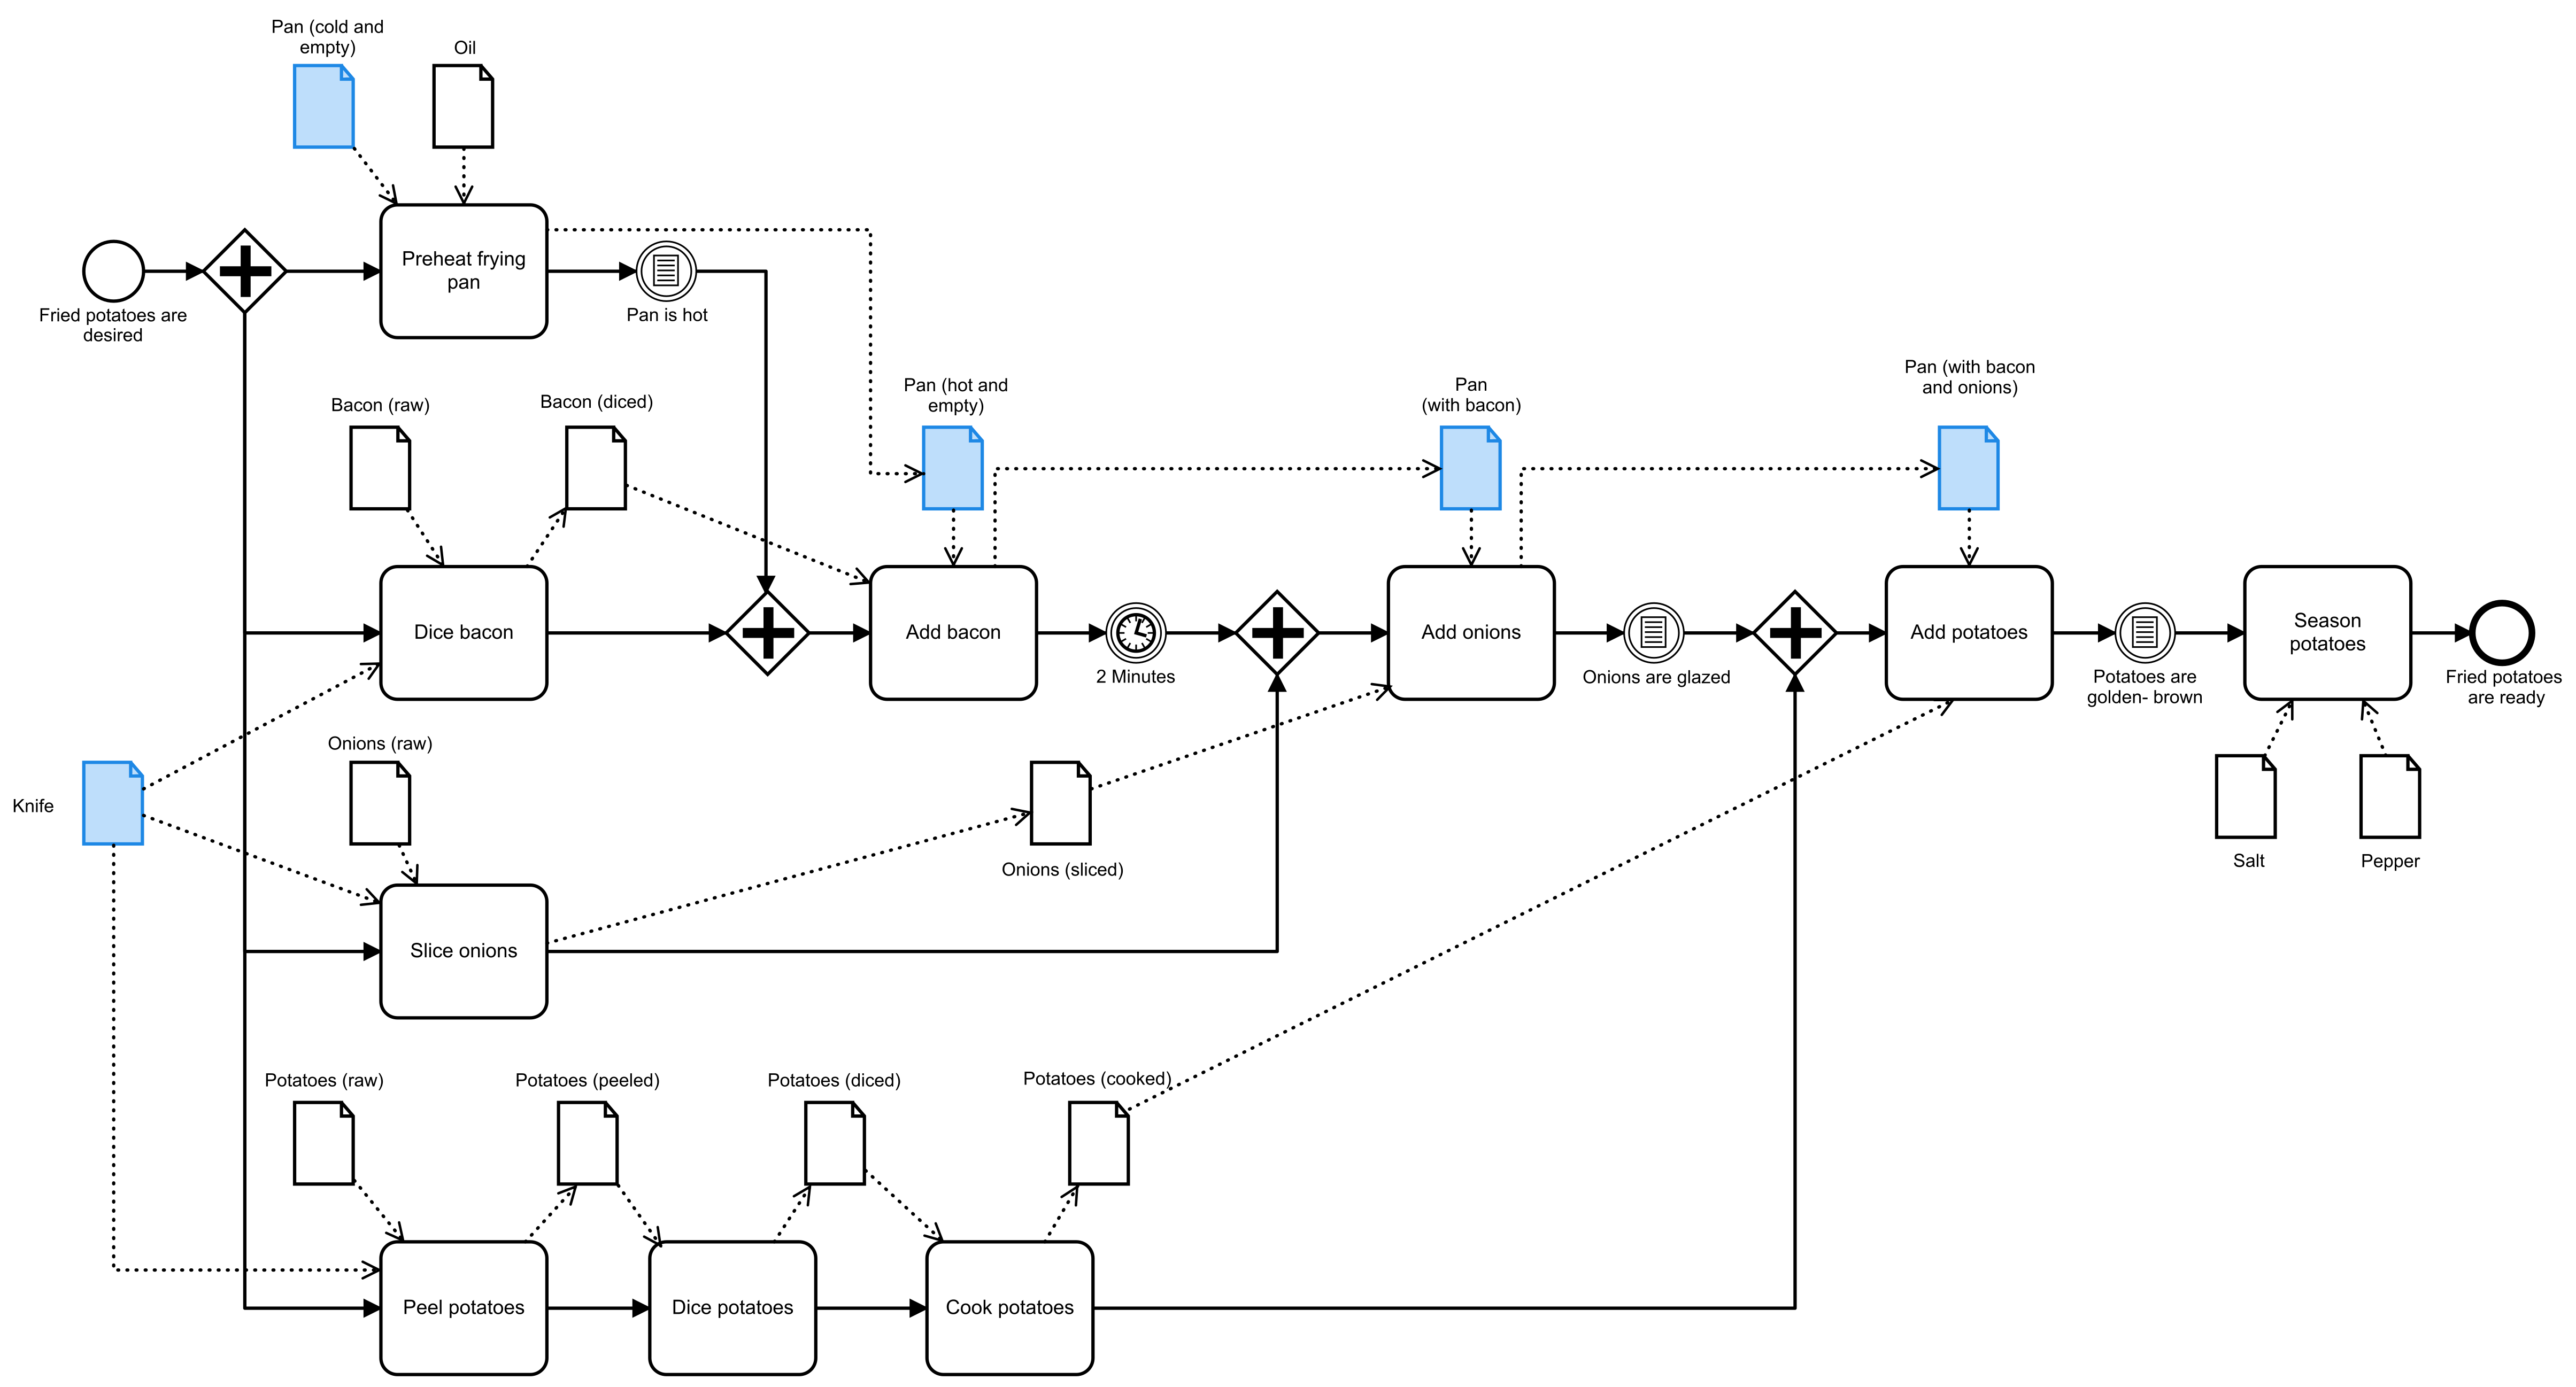 Pan (cold and
empty)
Oil
Preheat frying
pan
Fried potatoes are
desired
Pan is hot
Bacon (raw)
Bacon (diced)
Pan (hot and
empty)
Pan
(with bacon)
Pan (with bacon
and onions)
Dice bacon
Add bacon
2 Minutes
Add onions
Onions are glazed
Add potatoes
Potatoes are
golden- brown
Season
potatoes
Fried potatoes
are ready
Knife
Onions (raw)
Onions (sliced)
Salt
Pepper
Slice onions
Potatoes (raw)
Potatoes (peeled)
Potatoes (diced)
Potatoes (cooked)
Peel potatoes
Dice potatoes
Cook potatoes